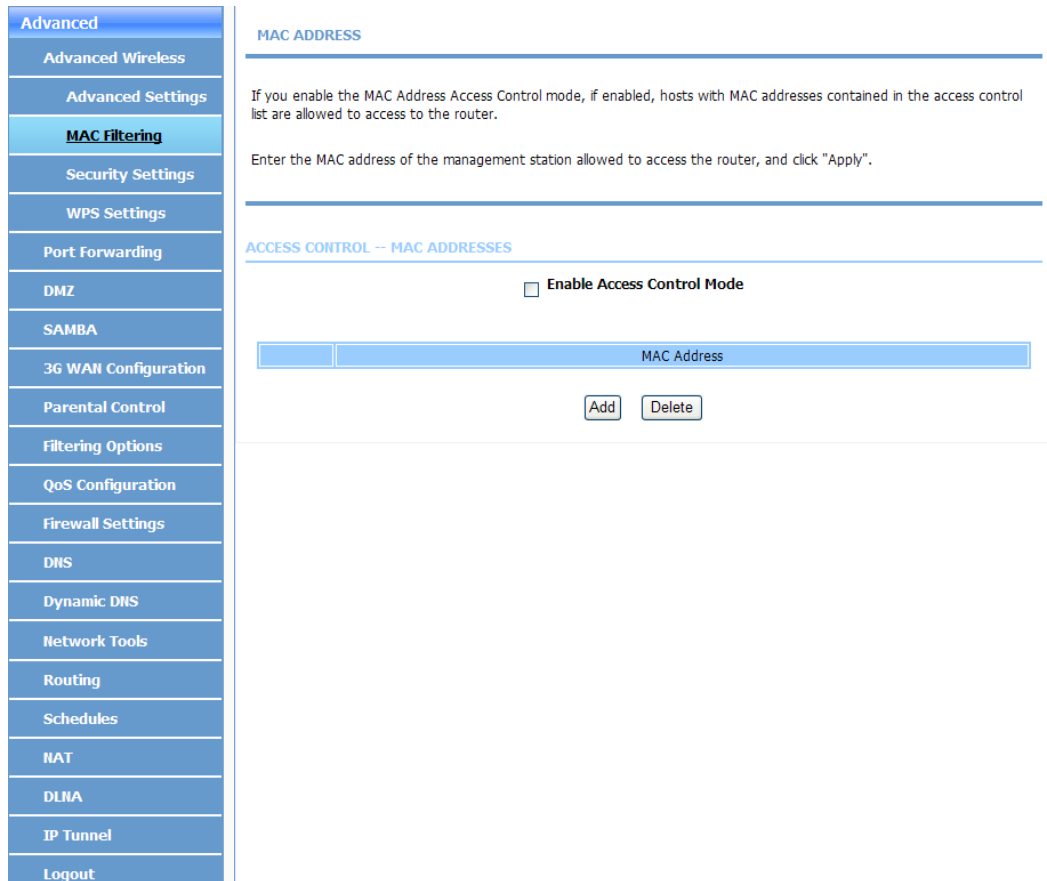 Advanced
Advanced Wireless
Advanced Settings
MAC Filtering
Security Settings
WPS Settings
Port Forwarding
DMZ
SAMBA
3G WAN Configuration
Parental Control
Filtering Options
QoS Configuration
Firewall Settings
DNS
Dynamic DNS
Network Tools
Routing
Schedules
NAT
DLNA
IP Tunnel
Logout
MAC ADDRESS
If you enable the MAC Address Access Control mode, if enabled, hosts with MAC addresses contained in the access control
list are allowed to access to the router.
Enter the MAC address of the management station allowed to access the router, and click "Apply".
ACCESS CONTROL -- MAC ADDRESSES
Enable Access Control Mode
MAC Address
Add Delete